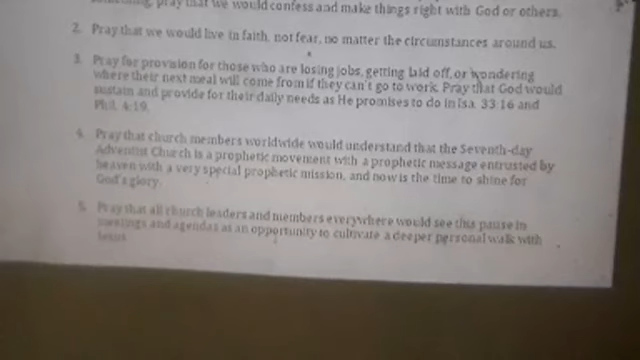 pray that we would confess and make things right with God or others.
2. Pray that we would live in faith, not fear, no matter the circumstances around us.
3. Pray for provision for those who are losing jobs, getting laid off, or wondering
where their next meal will come from if they can't go to work. Pray that God would
sustain and provide for their daily needs as He promises to do in Isa. 33:16 and
Phil. 4:19.
4. Pray that church members worldwide would understand that the Seventh-day
Adventist Church is a prophetic movement with a prophetic message entrusted by
heaven with a very special prophetic mission, and now is the time to shine for
God's glory.
5. Pray that all church leaders and members everywhere would see this pause in
meetings and agendas as an opportunity to cultivate a deeper personal walk with
Jesus.